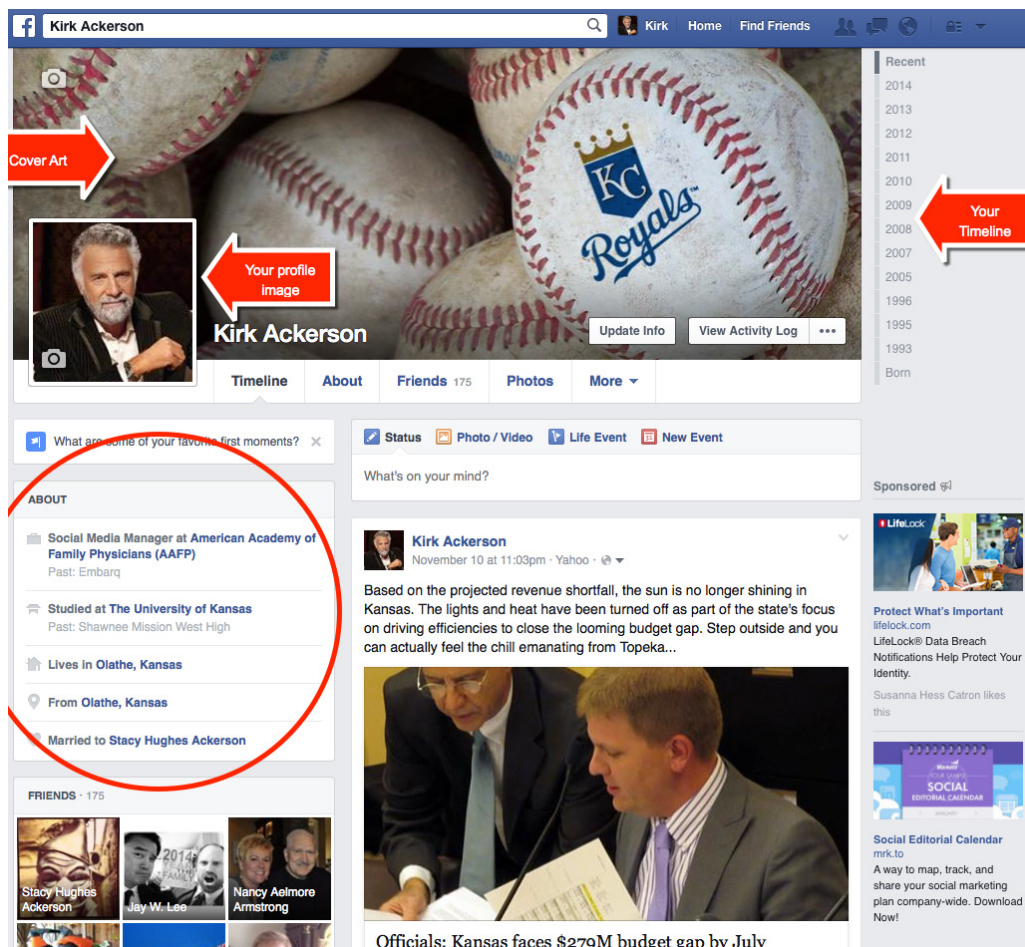 Kirk Ackerson
Kirk Home Find Friends
Cover Art
KC
Royals
Your profile
image
Kirk Ackerson
Update Info
View Activity Log
Timeline
About
Friends 175
Photos
More
Recent
2014
2013
2012
2011
2010
2009
2008
2007
2005
1996
1995
1993
Born
Your
Timeline
What are some of your favorite first moments?
ABOUT
Social Media Manager at American Academy of
Family Physicians (AAFP)
Past: Embarq
Studied at The University of Kansas
Past: Shawnee Mission West High
Lives in Olathe, Kansas
From Olathe, Kansas
Married to Stacy Hughes Ackerson
FRIENDS · 175
2014
Stacy Hughes
Ackerson
Jay W. Lee
Nancy Aelmore
Armstrong
Status Photo / Video Life Event New Event
What's on your mind?
Kirk Ackerson
November 10 at 11:03pm · Yahoo ·
Based on the projected revenue shortfall, the sun is no longer shining in
Kansas. The lights and heat have been turned off as part of the state's focus
on driving efficiencies to close the looming budget gap. Step outside and you
can actually feel the chill emanating from Topeka...
Officials: Kansas faces $279M budget gap by July
Sponsored
LifeLock
Protect What's Important
lifelock.com
LifeLock® Data Breach
Notifications Help Protect Your
Identity.
Susanna Hess Catron likes
this
YOUR SAMPLE
SOCIAL
EDITORIAL CALENDAR
JANUARY
Social Editorial Calendar
mrk.to
A way to map, track, and
share your social marketing
plan company-wide. Download
Now!